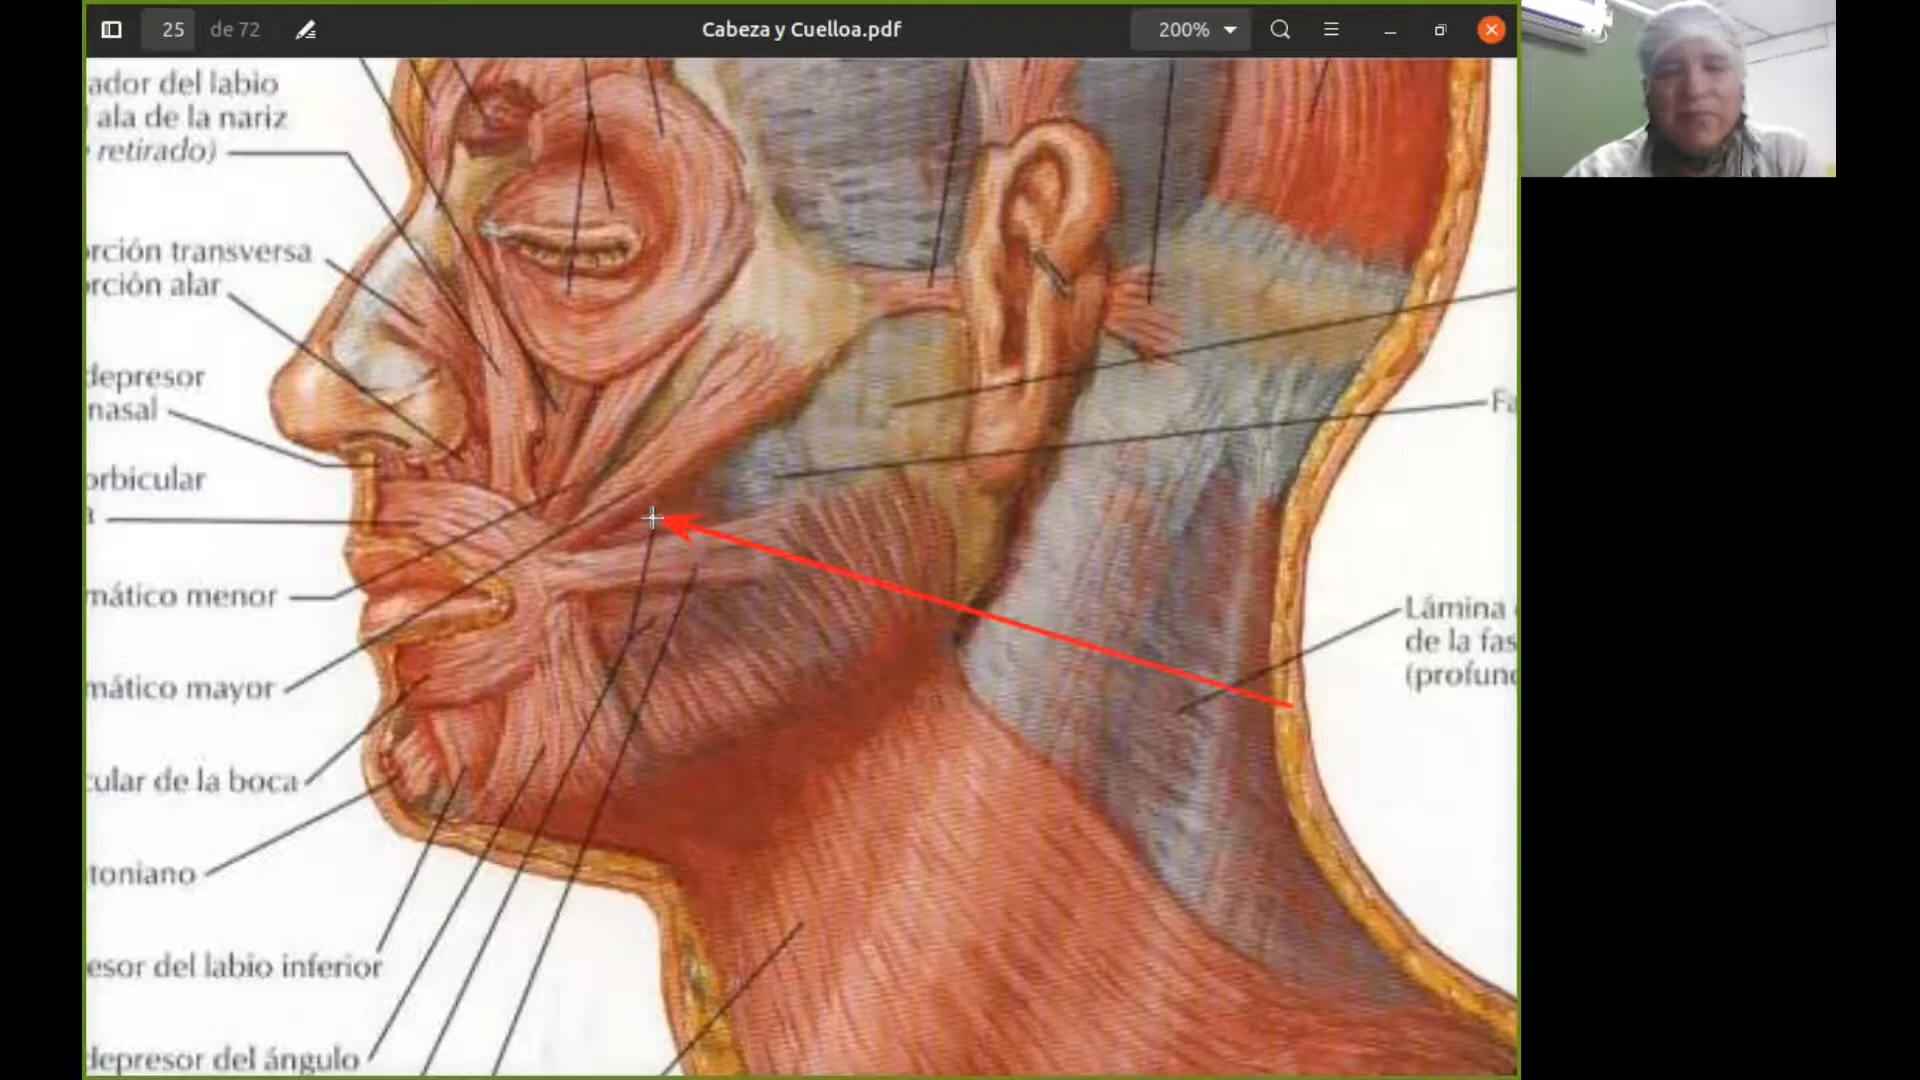 25 de 72
Cabeza y Cuelloa.pdf
200%
ador del labio
ala de la nariz
retirado)
rción transversa
rción alar
depresor
nasal
orbicular
a
mático menor
mático mayor
cular de la boca
toniano
esor del labio inferior
depresor del ángulo
Fa
Lámina
de la fas
(profund